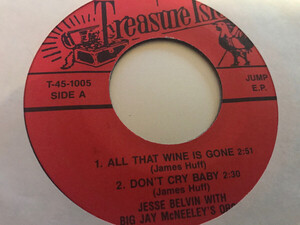 Treasure Isle
T-45-1005
SIDE A
JUMP
E.P.
1. ALL THAT WINE IS GONE 2:51
(James Huff)
2. DON'T CRY BABY 2:30
(James Huff)
JESSE BELVIN WITH
BIG JAY McNEELEY'S